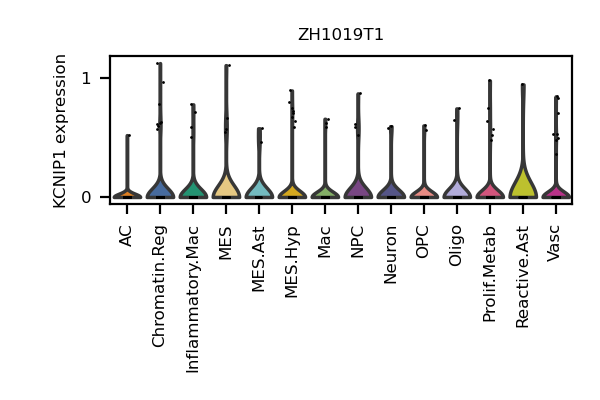 ZH1019T1
KCNIP1 expression
1
0
AC
Chromatin.Reg
Inflammatory.Mac
MES
MES.Ast
MES.Hyp
Mac
NPC
Neuron
OPC
Oligo
Prolif.Metab
Reactive.Ast
Vasc